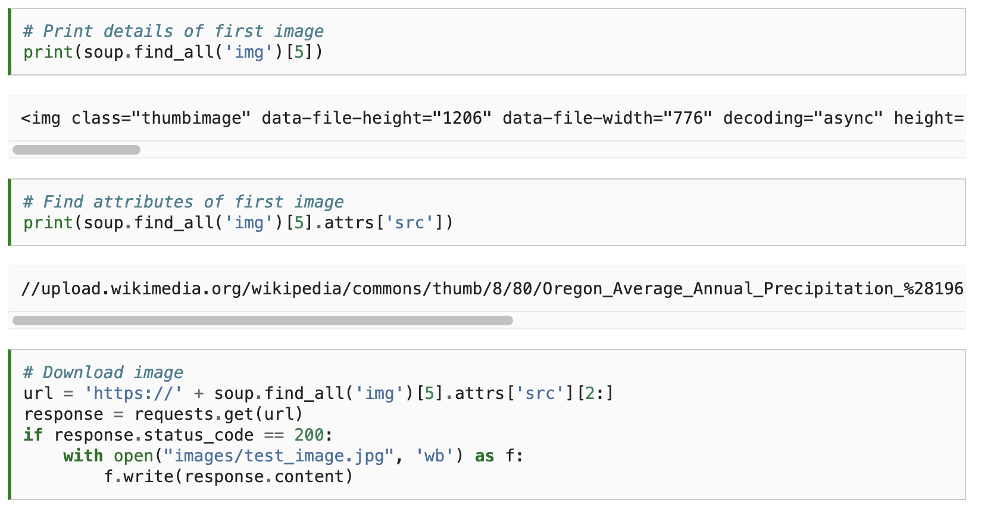 # Print details of first image
print(soup.find_all('img')[5])
<img class="thumbimage" data-file-height="1206" data-file-width="776" decoding="async" height=
# Find attributes of first image
print(soup.find_all('img')[5].attrs['src'])
//upload.wikimedia.org/wikipedia/commons/thumb/8/80/Oregon_Average_Annual_Precipitation_%28196
# Download image
url = 'https://' + soup.find_all('img')[5].attrs['src'][2:]
response = requests.get(url)
if response.status_code == 200:
    with open("images/test_image.jpg", 'wb') as f:
        f.write(response.content)